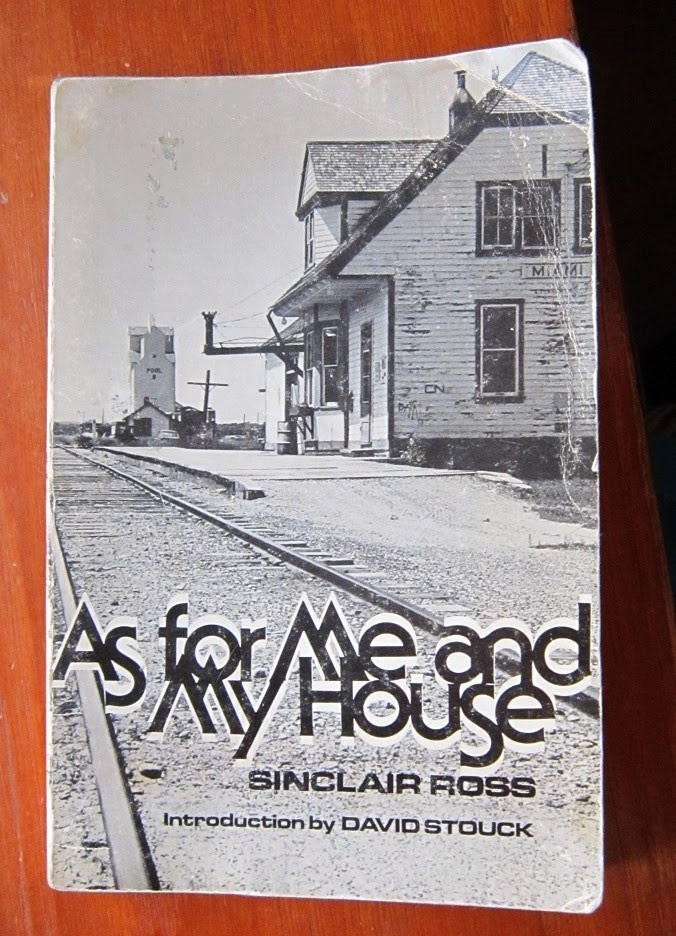 MIAMI
POOL
CN
As for Me and
My House
SINCLAIR ROSS
Introduction by DAVID STOUCK